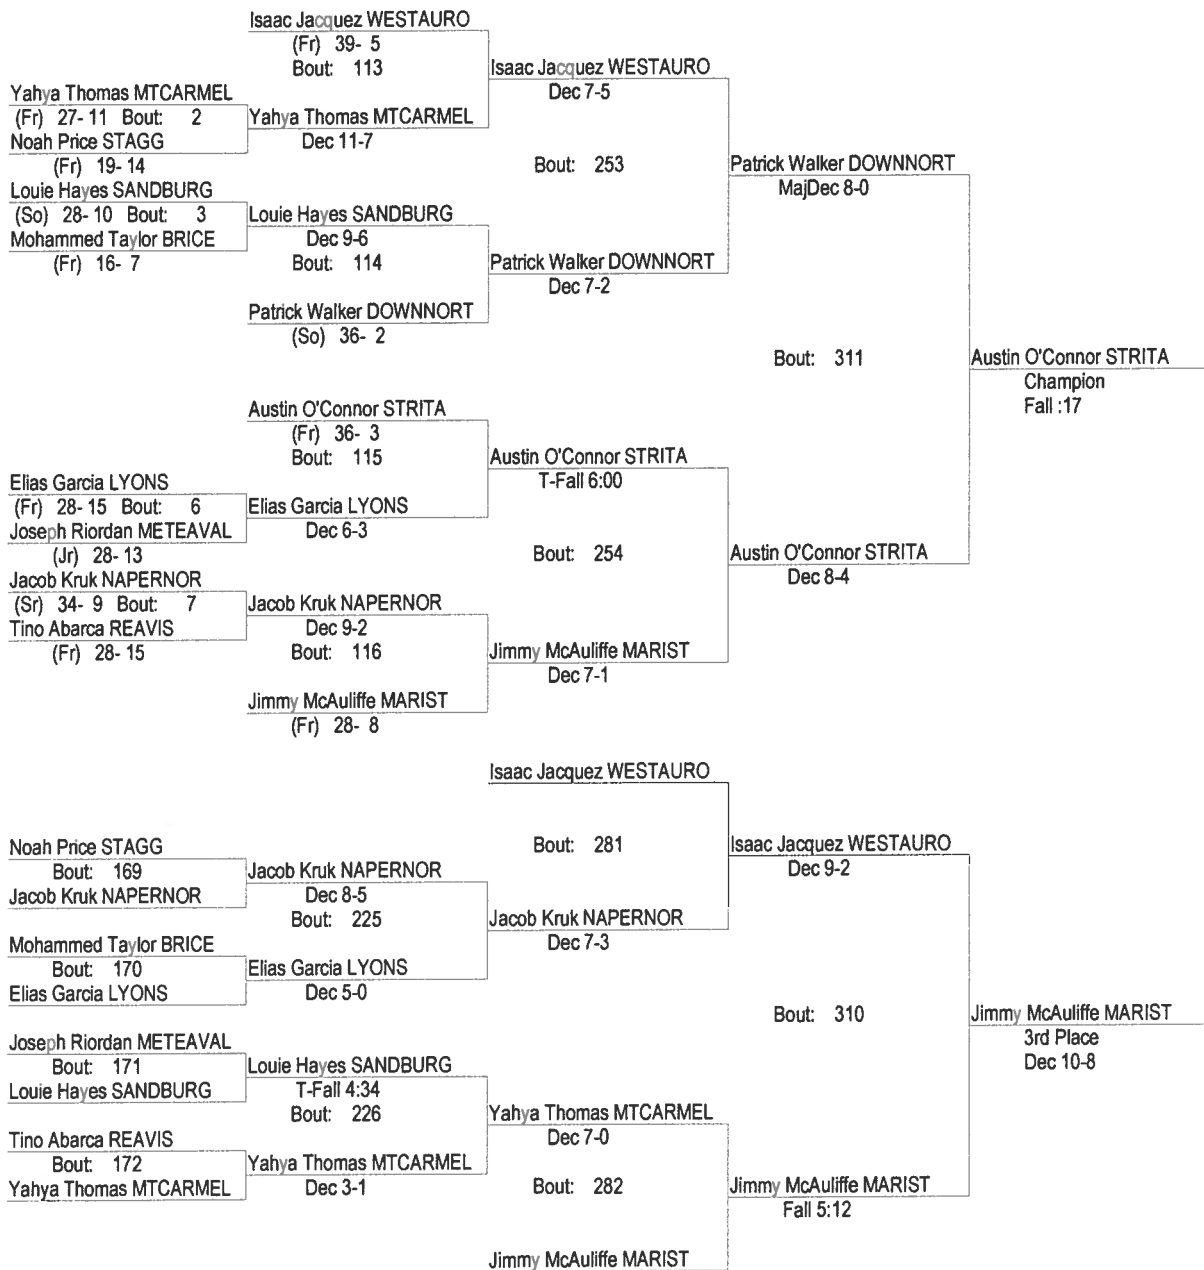 Isaac Jacquez WESTAURO
(Fr) 39- 5
Bout: 113
Isaac Jacquez WESTAURO
Dec 7-5
Yahya Thomas MTCARMEL
(Fr) 27- 11 Bout: 2
Yahya Thomas MTCARMEL
Dec 11-7
Noah Price STAGG
(Fr) 19- 14
Bout: 253
Patrick Walker DOWNNORT
MajDec 8-0
Louie Hayes SANDBURG
(So) 28- 10 Bout: 3
Louie Hayes SANDBURG
Dec 9-6
Bout: 114
Mohammed Taylor BRICE
(Fr) 16- 7
Patrick Walker DOWNNORT
Dec 7-2
Patrick Walker DOWNNORT
(So) 36- 2
Bout: 311
Austin O'Connor STRITA
Champion
Fall :17
Austin O'Connor STRITA
(Fr) 36- 3
Bout: 115
Austin O'Connor STRITA
T-Fall 6:00
Elias Garcia LYONS
(Fr) 28- 15 Bout: 6
Elias Garcia LYONS
Dec 6-3
Joseph Riordan METEAVAL
(Jr) 28- 13
Bout: 254
Austin O'Connor STRITA
Dec 8-4
Jacob Kruk NAPERNOR
(Sr) 34- 9 Bout: 7
Jacob Kruk NAPERNOR
Dec 9-2
Bout: 116
Tino Abarca REAVIS
(Fr) 28- 15
Jimmy McAuliffe MARIST
Dec 7-1
Jimmy McAuliffe MARIST
(Fr) 28- 8
Isaac Jacquez WESTAURO
Bout: 281
Isaac Jacquez WESTAURO
Dec 9-2
Noah Price STAGG
Bout: 169
Jacob Kruk NAPERNOR
Jacob Kruk NAPERNOR
Dec 8-5
Bout: 225
Jacob Kruk NAPERNOR
Dec 7-3
Mohammed Taylor BRICE
Bout: 170
Elias Garcia LYONS
Elias Garcia LYONS
Dec 5-0
Bout: 310
Jimmy McAuliffe MARIST
3rd Place
Dec 10-8
Joseph Riordan METEAVAL
Bout: 171
Louie Hayes SANDBURG
Louie Hayes SANDBURG
T-Fall 4:34
Bout: 226
Yahya Thomas MTCARMEL
Dec 7-0
Tino Abarca REAVIS
Bout: 172
Yahya Thomas MTCARMEL
Yahya Thomas MTCARMEL
Dec 3-1
Bout: 282
Jimmy McAuliffe MARIST
Fall 5:12
Jimmy McAuliffe MARIST